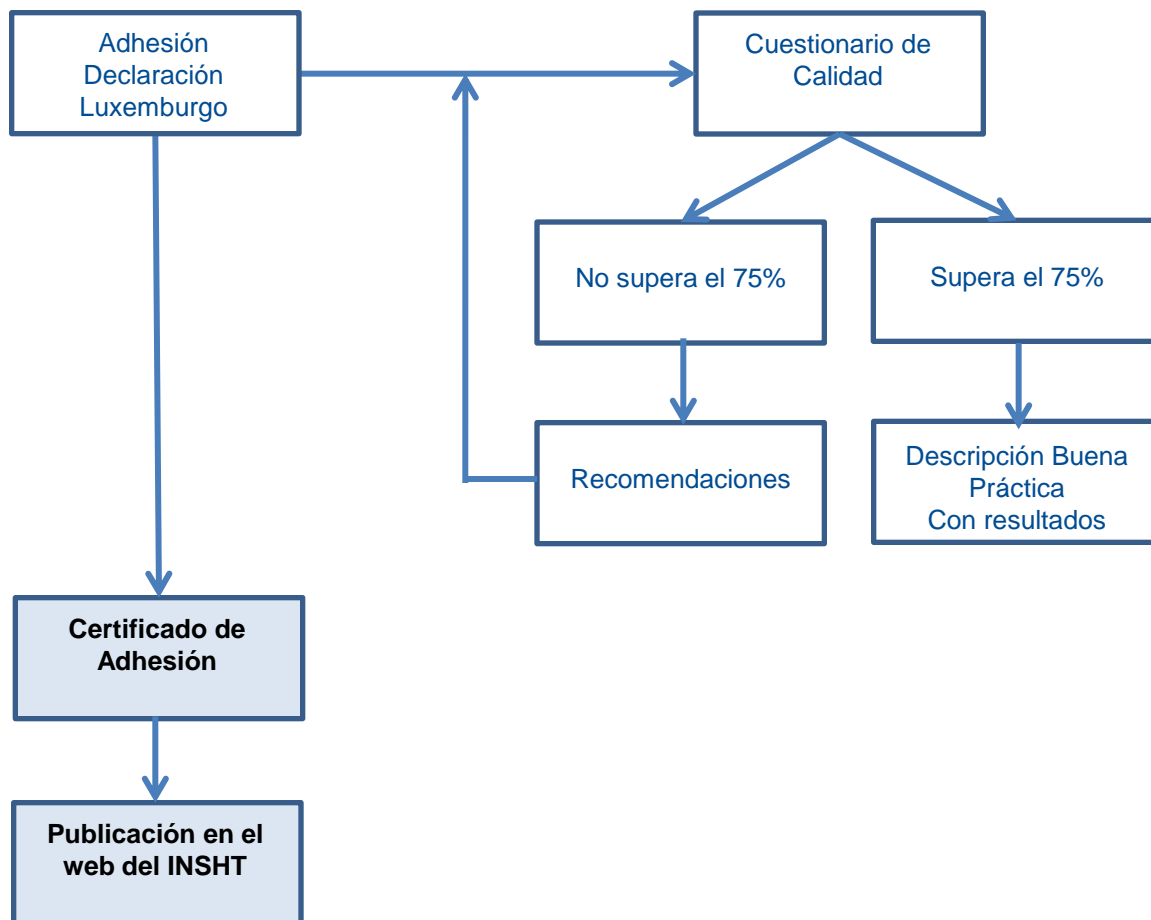 Adhesión
Declaración
Luxemburgo
Cuestionario de
Calidad
No supera el 75%
Supera el 75%
Recomendaciones
Descripción Buena
Práctica
Con resultados
Certificado de
Adhesión
Publicación en el
web del INSHT